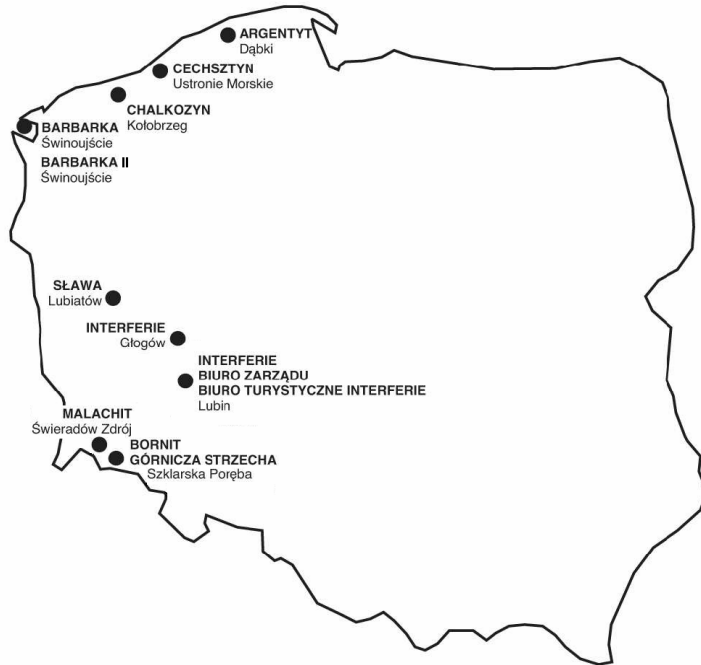 ARGENTYT
Dąbki
CECHSZTYN
Ustronie Morskie
CHALKOZYN
Kołobrzeg
BARBARKA
Świnoujście
BARBARKA II
Świnoujście
SŁAWA
Lubiatów
INTERFERIE
Głogów
INTERFERIE
BIURO ZARZĄDU
BIURO TURYSTYCZNE INTERFERIE
Lubin
MALACHIT
Świeradów Zdrój
BORNIT
GÓRNICZA STRZECHA
Szklarska Poręba